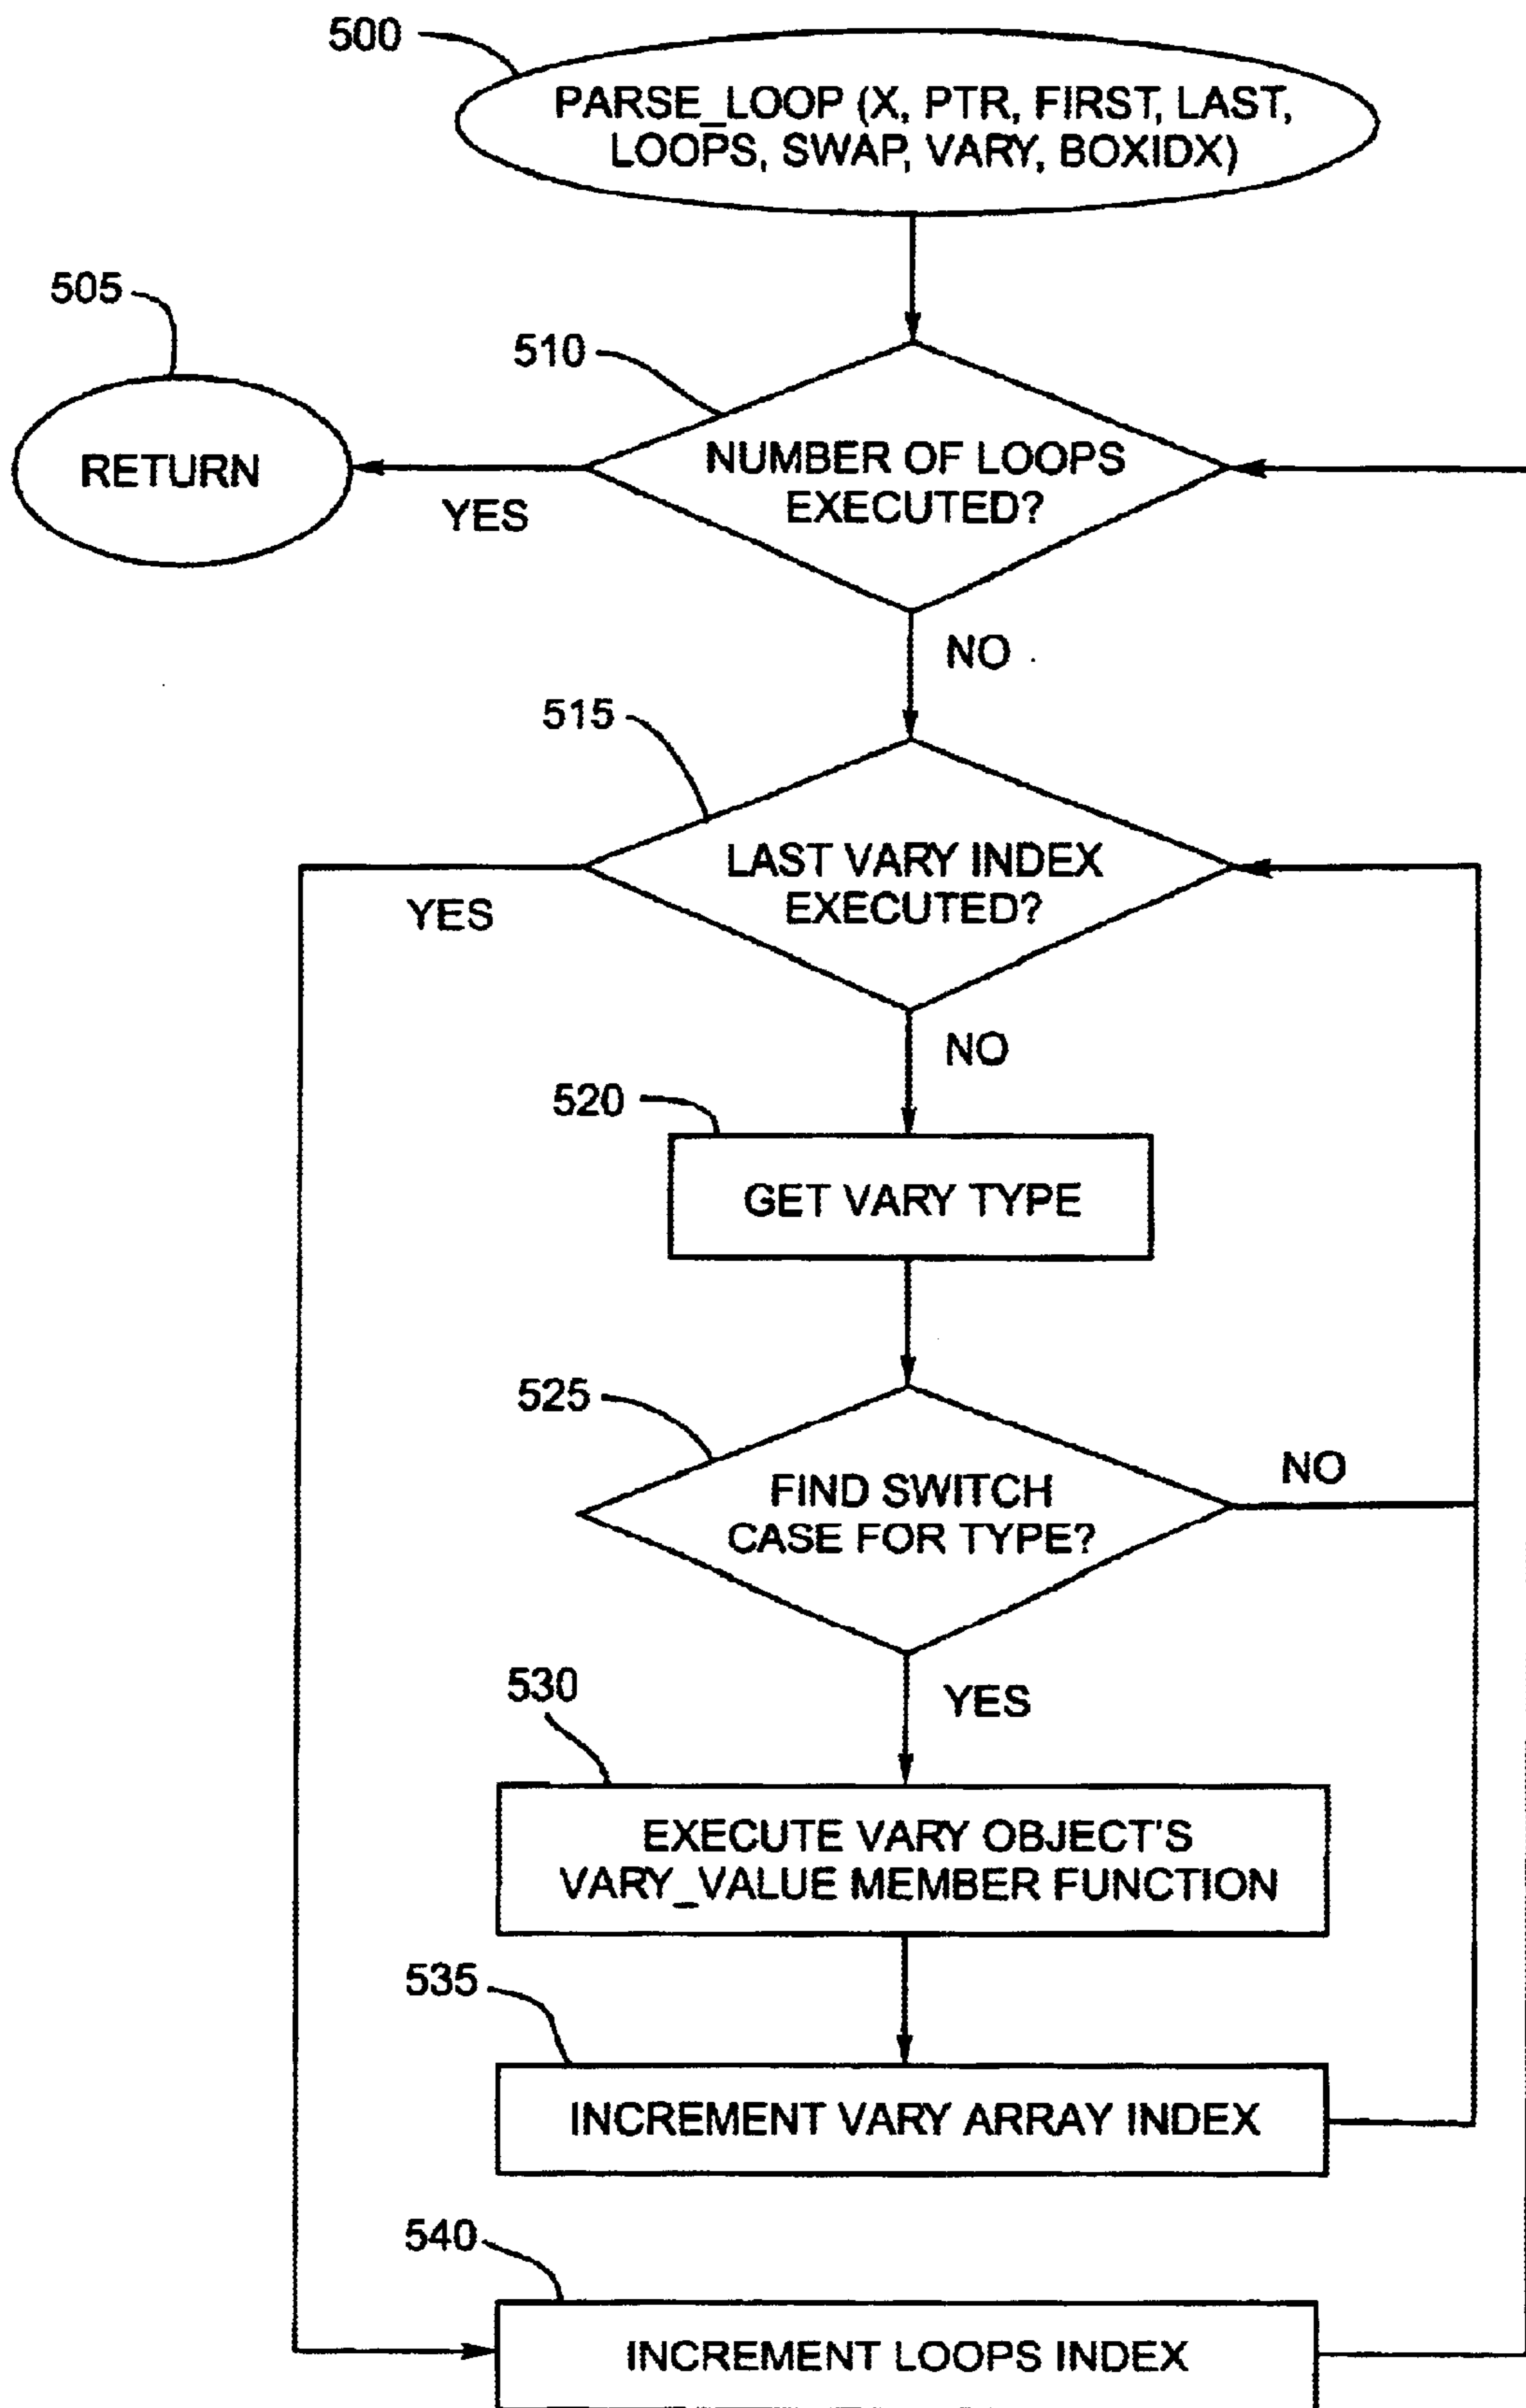 500
PARSE_LOOP (X, PTR, FIRST, LAST,
LOOPS, SWAP, VARY, BOXIDX)
505
510
RETURN
YES
NUMBER OF LOOPS
EXECUTED?
NO
515
LAST VARY INDEX
EXECUTED?
YES
NO
520
GET VARY TYPE
525
FIND SWITCH
CASE FOR TYPE?
NO
YES
530
EXECUTE VARY OBJECT'S
VARY_VALUE MEMBER FUNCTION
535
INCREMENT VARY ARRAY INDEX
540
INCREMENT LOOPS INDEX